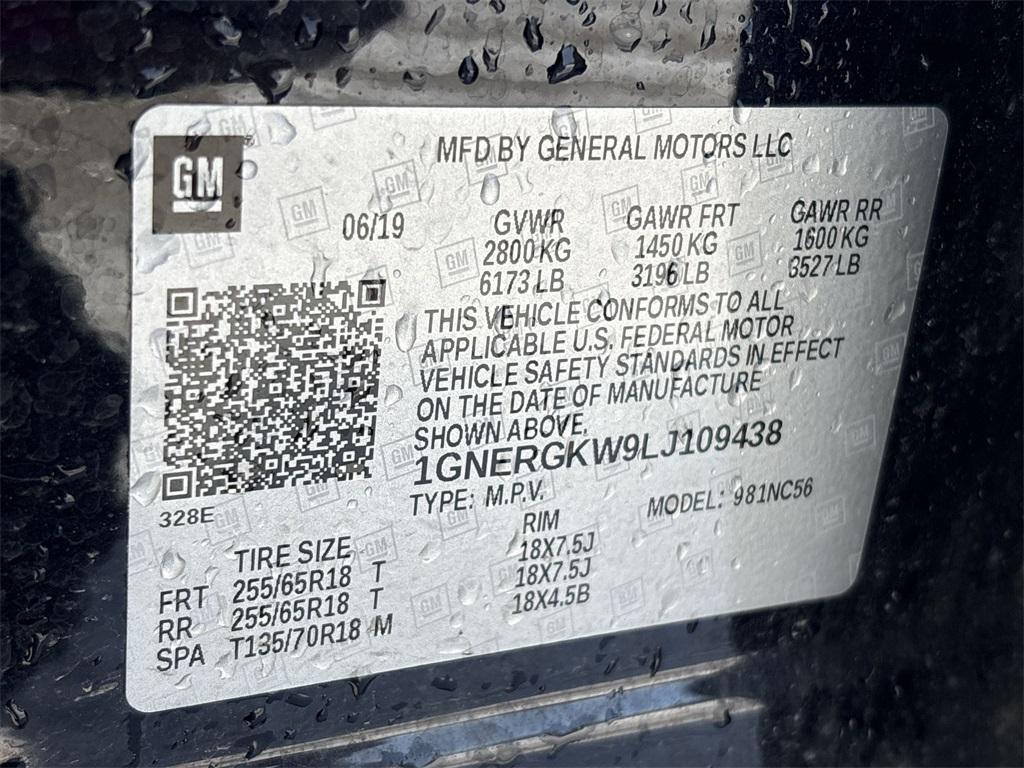 GM
MFD BY GENERAL MOTORS LLC
06/19
GVWR
2800 KG
6173 LB
GAWR FRT
1450 KG
3196 LB
GAWR RR
1600 KG
3527 LB
THIS VEHICLE CONFORMS TO ALL
APPLICABLE U.S. FEDERAL MOTOR
VEHICLE SAFETY STANDARDS IN EFFECT
ON THE DATE OF MANUFACTURE
SHOWN ABOVE.
1GNERGKW9LJ109438
TYPE: M.P.V. MODEL: 981NC56
328E
TIRE SIZE RIM
FRT 255/65R18 T 18X7.5J
RR 255/65R18 T 18X7.5J
SPA T135/70R18 M 18X4.5B